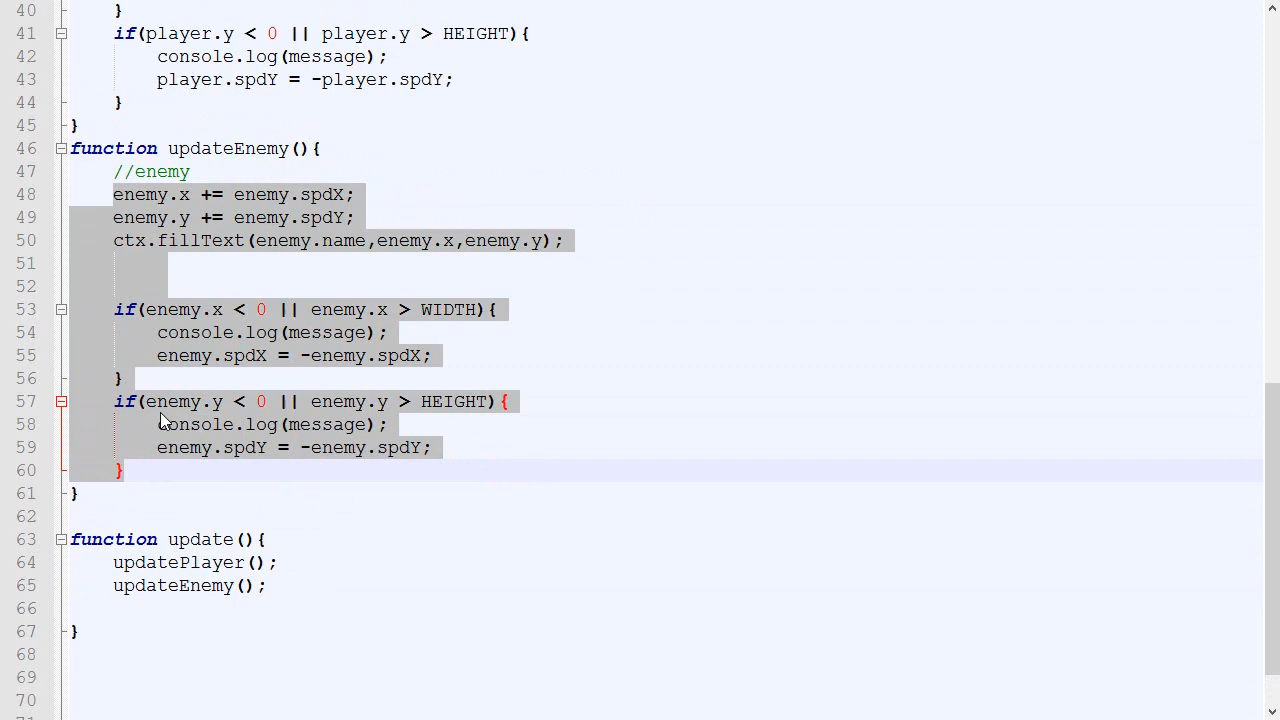 40 }
41 if(player.y < 0 || player.y > HEIGHT){
42 console.log(message);
43 player.spdY = -player.spdY;
44 }
45 }
46 function updateEnemy(){
47 //enemy
48 enemy.x += enemy.spdX;
49 enemy.y += enemy.spdY;
50 ctx.fillText(enemy.name,enemy.x,enemy.y);
51
52
53 if(enemy.x < 0 || enemy.x > WIDTH){
54 console.log(message);
55 enemy.spdX = -enemy.spdX;
56 }
57 if(enemy.y < 0 || enemy.y > HEIGHT){
58 console.log(message);
59 enemy.spdY = -enemy.spdY;
60 }
61 }
62
63 function update(){
64 updatePlayer();
65 updateEnemy();
66
67 }
68
69
70